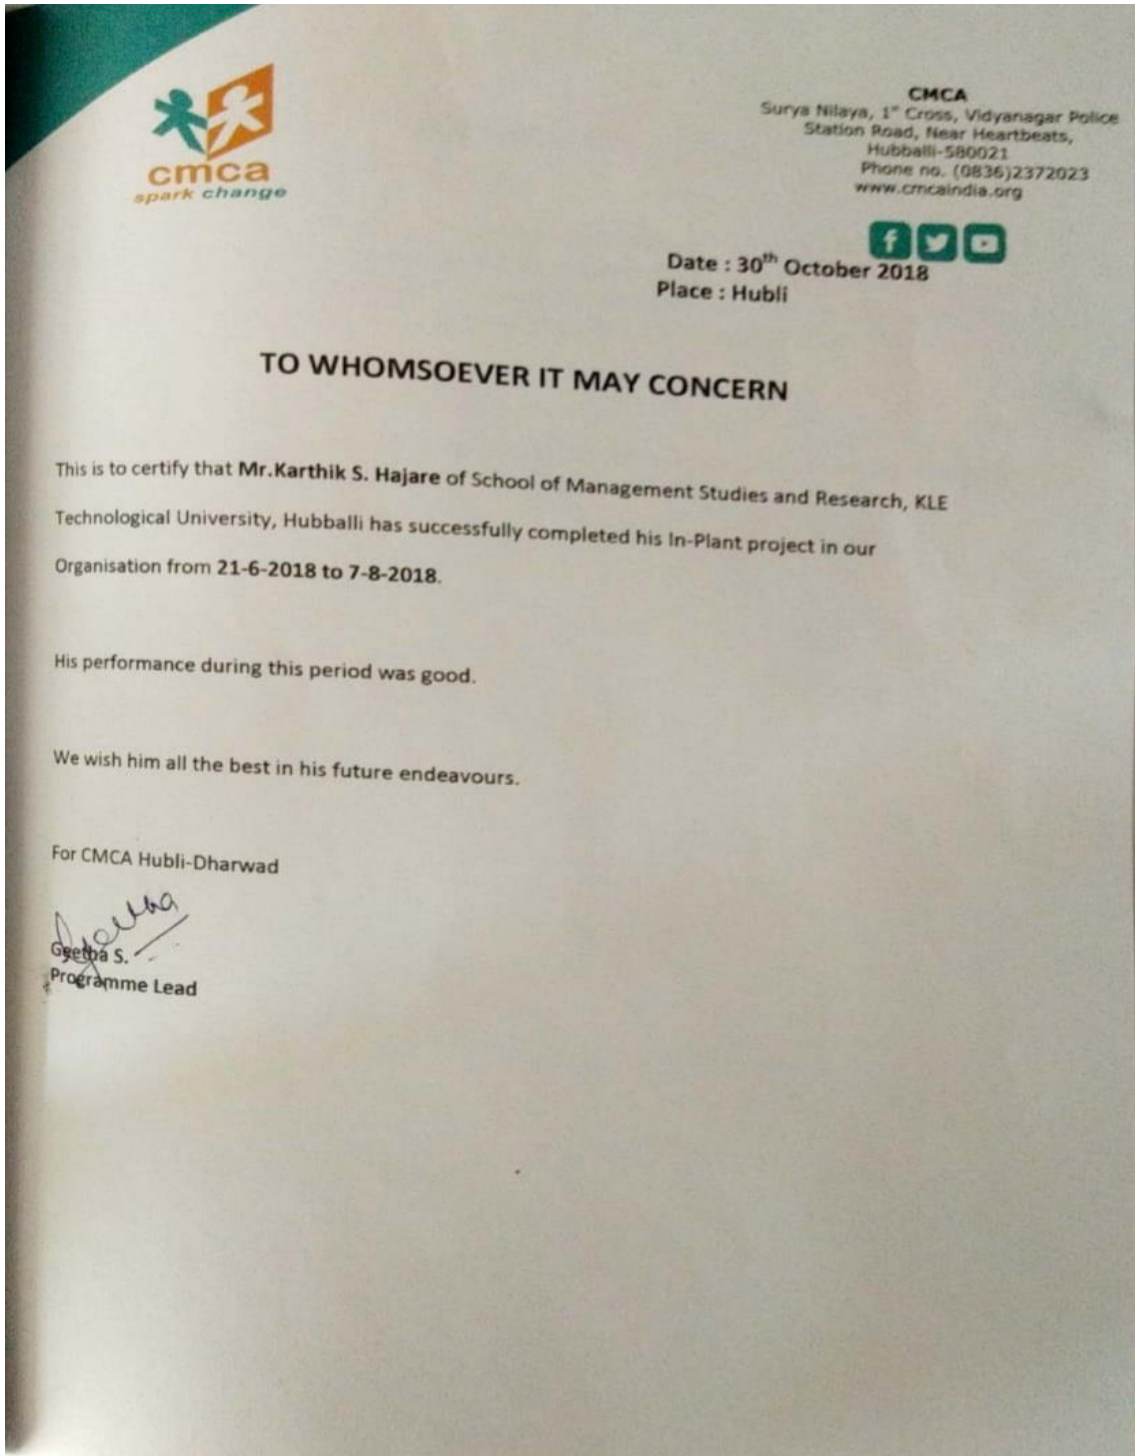 cmca
spark change
CMCA
Surya Nilaya, 1st Cross, Vidyanagar Police
Station Road, Near Heartbeats,
Hubballi-580021
Phone no. (0836)2372023
www.cmcaindia.org
Date : 30th October 2018
Place : Hubli
TO WHOMSOEVER IT MAY CONCERN
This is to certify that Mr.Karthik S. Hajare of School of Management Studies and Research, KLE
Technological University, Hubballi has successfully completed his In-Plant project in our
Organisation from 21-6-2018 to 7-8-2018.
His performance during this period was good.
We wish him all the best in his future endeavours.
For CMCA Hubli-Dharwad
Geetha
Geetha S.
Programme Lead